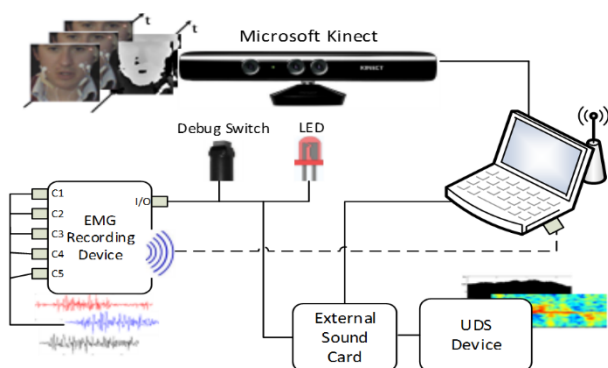 t
t
Microsoft Kinect
KINECT
Debug Switch
LED
C1
C2
C3
C4
C5
I/O
EMG
Recording
Device
External
Sound
Card
UDS
Device